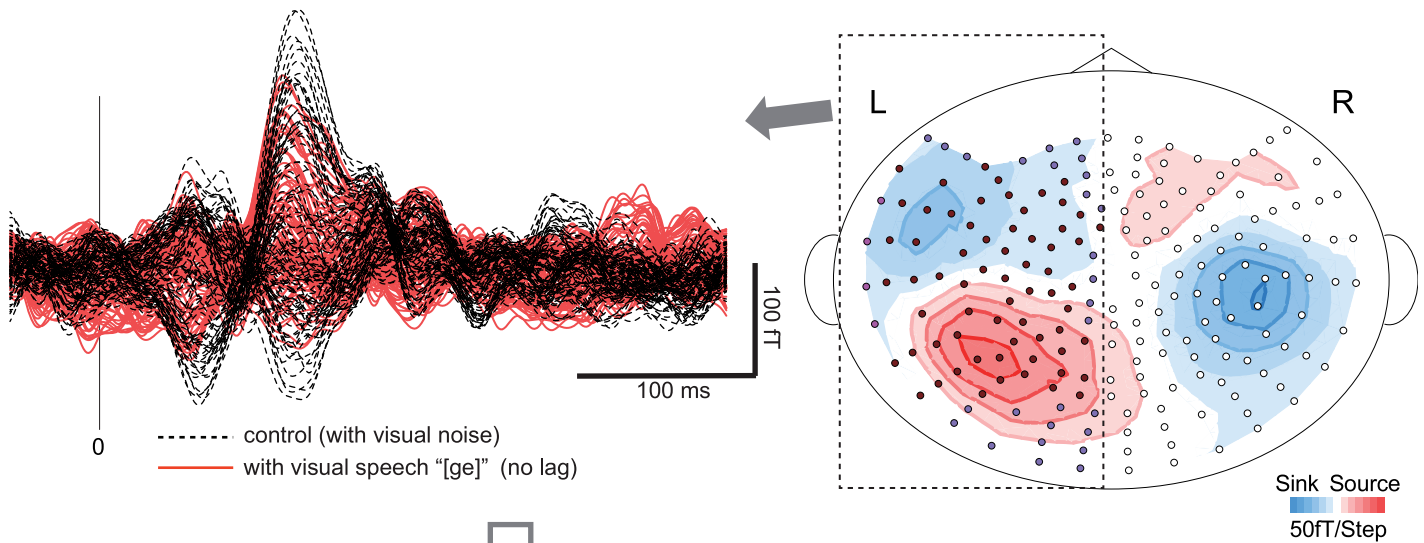 L
R
100 fT
100 ms
0
control (with visual noise)
with visual speech “[ge]” (no lag)
Sink Source
50fT/Step